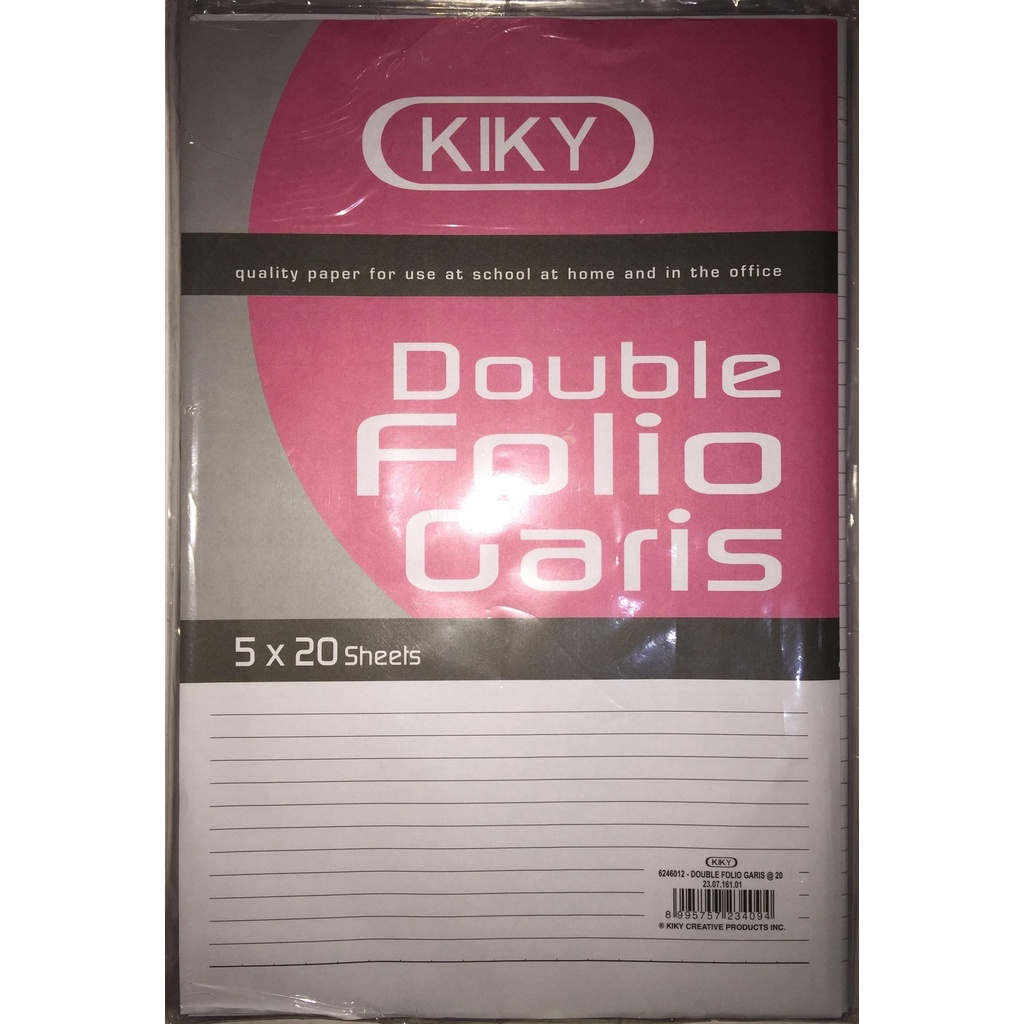 KIKY
quality paper for use at school at home and in the office
Double
Folio
Garis
5 x 20 Sheets
KIKY
6246012 - DOUBLE FOLIO GARIS @ 20
23.07.161.01
8 995757 234094
® KIKY CREATIVE PRODUCTS INC.